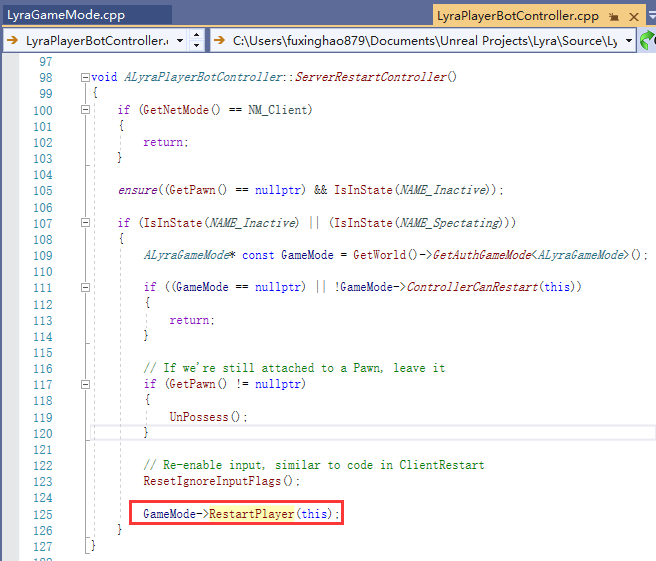 LyraGameMode.cpp
LyraPlayerBotController.cpp
LyraPlayerBotController.
C:\Users\fuxinghao879\Documents\Unreal Projects\Lyra\Source\Ly
97
98 void ALyraPlayerBotController::ServerRestartController()
99 {
100 if (GetNetMode() == NM_Client)
101 {
102 return;
103 }
104
105 ensure((GetPawn() == nullptr) && IsInState(NAME_Inactive));
106
107 if (IsInState(NAME_Inactive) || (IsInState(NAME_Spectating)))
108 {
109 ALyraGameMode* const GameMode = GetWorld()->GetAuthGameMode<ALyraGameMode>();
110
111 if ((GameMode == nullptr) || !GameMode->ControllerCanRestart(this))
112 {
113 return;
114 }
115
116 // If we're still attached to a Pawn, leave it
117 if (GetPawn() != nullptr)
118 {
119 UnPossess();
120 }
121
122 // Re-enable input, similar to code in ClientRestart
123 ResetIgnoreInputFlags();
124
125 GameMode->RestartPlayer(this);
126 }
127 }